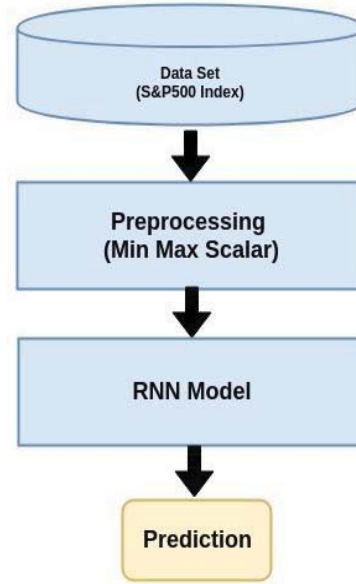 Data Set
(S&P500 Index)
Preprocessing
(Min Max Scalar)
RNN Model
Prediction